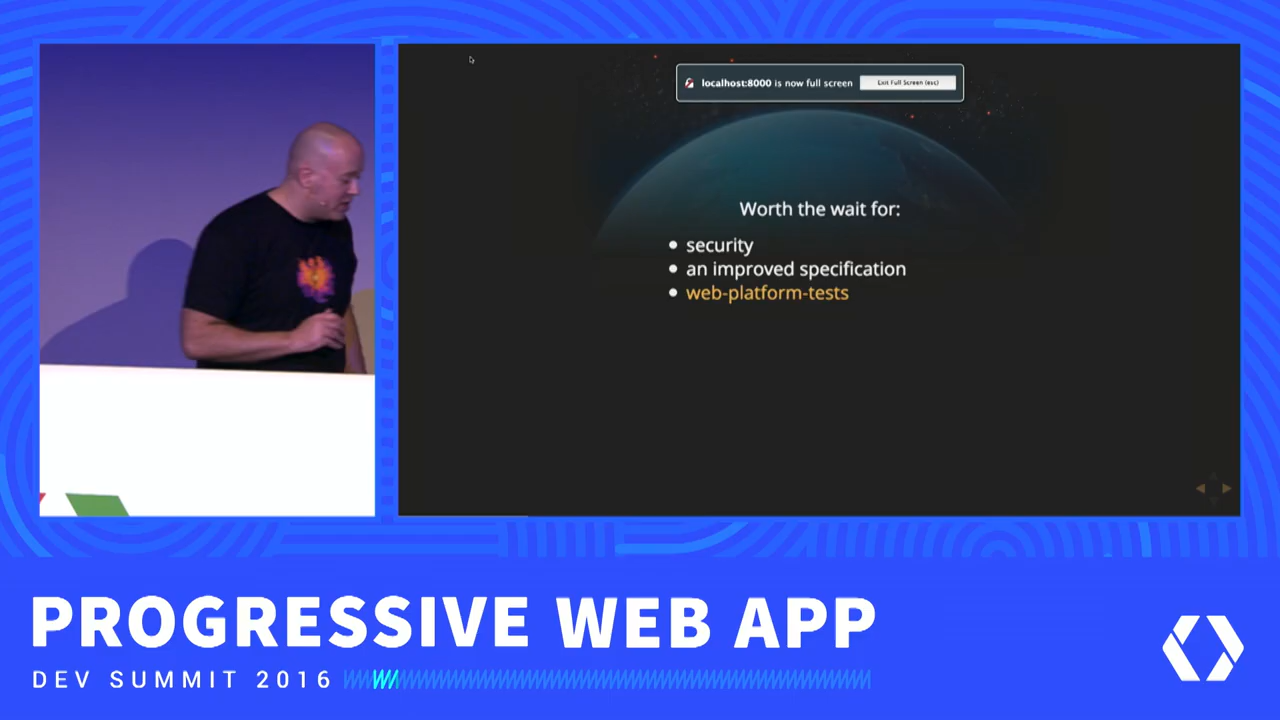 localhost:8000 is now full screen Exit Full Screen (esc)
Worth the wait for:
security
an improved specification
web-platform-tests
PROGRESSIVE WEB APP
DEV SUMMIT 2016